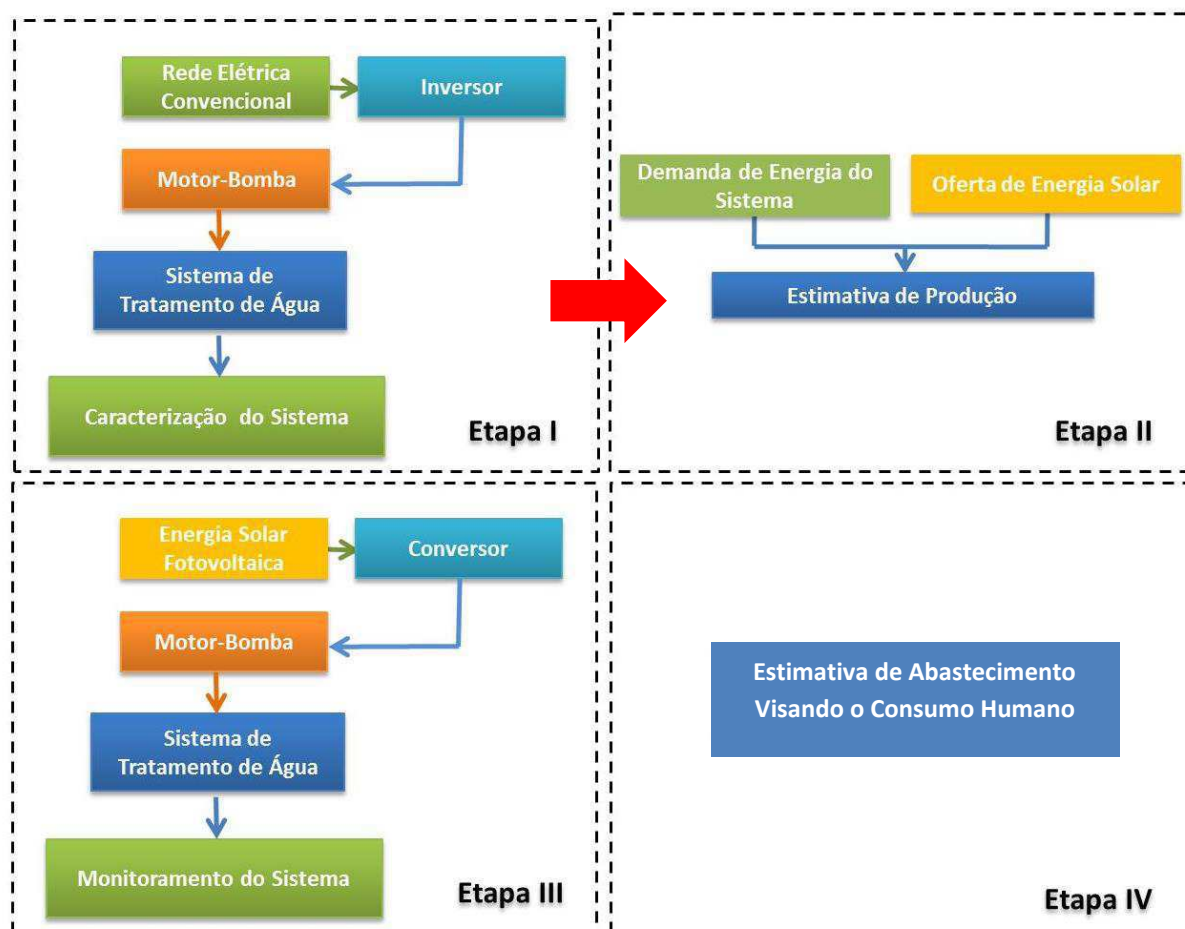 Rede Elétrica
Convencional
Inversor
Motor-Bomba
Sistema de
Tratamento de Água
Caracterização do Sistema
Etapa I
Demanda de Energia do
Sistema
Oferta de Energia Solar
Estimativa de Produção
Etapa II
Energia Solar
Fotovoltaica
Conversor
Motor-Bomba
Sistema de
Tratamento de Água
Monitoramento do Sistema
Etapa III
Estimativa de Abastecimento
Visando o Consumo Humano
Etapa IV